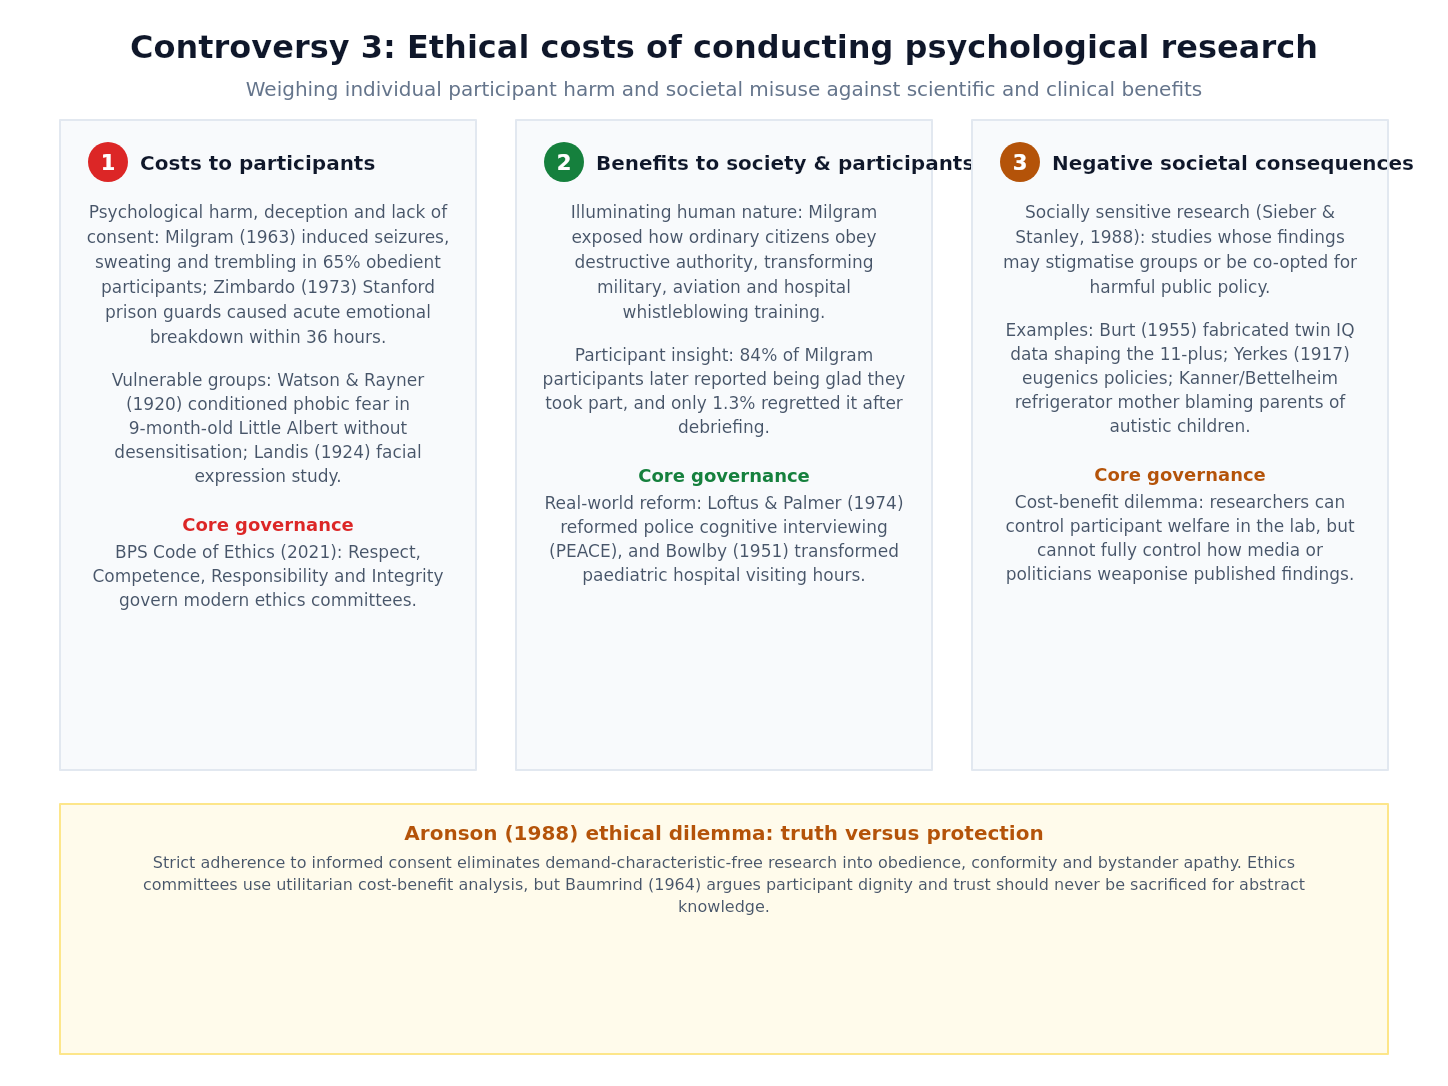 Controversy 3: Ethical costs of conducting psychological research
Weighing individual participant harm and societal misuse against scientific and clinical benefits
1 Costs to participants
Psychological harm, deception and lack of
consent: Milgram (1963) induced seizures,
sweating and trembling in 65% obedient
participants; Zimbardo (1973) Stanford
prison guards caused acute emotional
breakdown within 36 hours.
Vulnerable groups: Watson & Rayner
(1920) conditioned phobic fear in
9-month-old Little Albert without
desensitisation; Landis (1924) facial
expression study.
Core governance
BPS Code of Ethics (2021): Respect,
Competence, Responsibility and Integrity
govern modern ethics committees.
2 Benefits to society & participants
Illuminating human nature: Milgram
exposed how ordinary citizens obey
destructive authority, transforming
military, aviation and hospital
whistleblowing training.
Participant insight: 84% of Milgram
participants later reported being glad they
took part, and only 1.3% regretted it after
debriefing.
Core governance
Real-world reform: Loftus & Palmer (1974)
reformed police cognitive interviewing
(PEACE), and Bowlby (1951) transformed
paediatric hospital visiting hours.
3 Negative societal consequences
Socially sensitive research (Sieber &
Stanley, 1988): studies whose findings
may stigmatise groups or be co-opted for
harmful public policy.
Examples: Burt (1955) fabricated twin IQ
data shaping the 11-plus; Yerkes (1917)
eugenics policies; Kanner/Bettelheim
refrigerator mother blaming parents of
autistic children.
Core governance
Cost-benefit dilemma: researchers can
control participant welfare in the lab, but
cannot fully control how media or
politicians weaponise published findings.
Aronson (1988) ethical dilemma: truth versus protection
Strict adherence to informed consent eliminates demand-characteristic-free research into obedience, conformity and bystander apathy. Ethics
committees use utilitarian cost-benefit analysis, but Baumrind (1964) argues participant dignity and trust should never be sacrificed for abstract
knowledge.